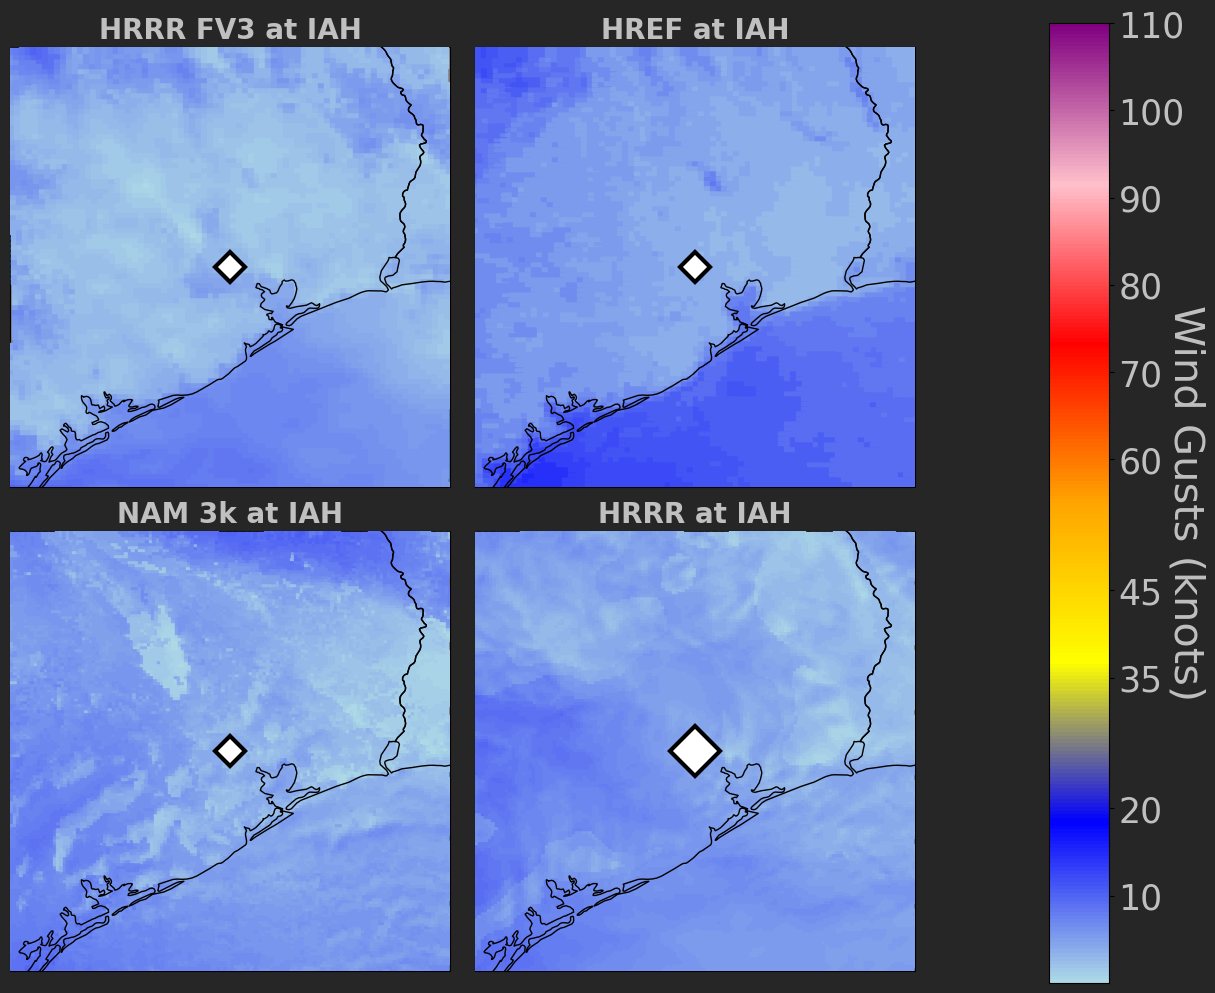 HRRR FV3 at IAH
HREF at IAH
NAM 3k at IAH
HRRR at IAH
110
100
90
80
70
60
45
35
20
10
Wind Gusts (knots)